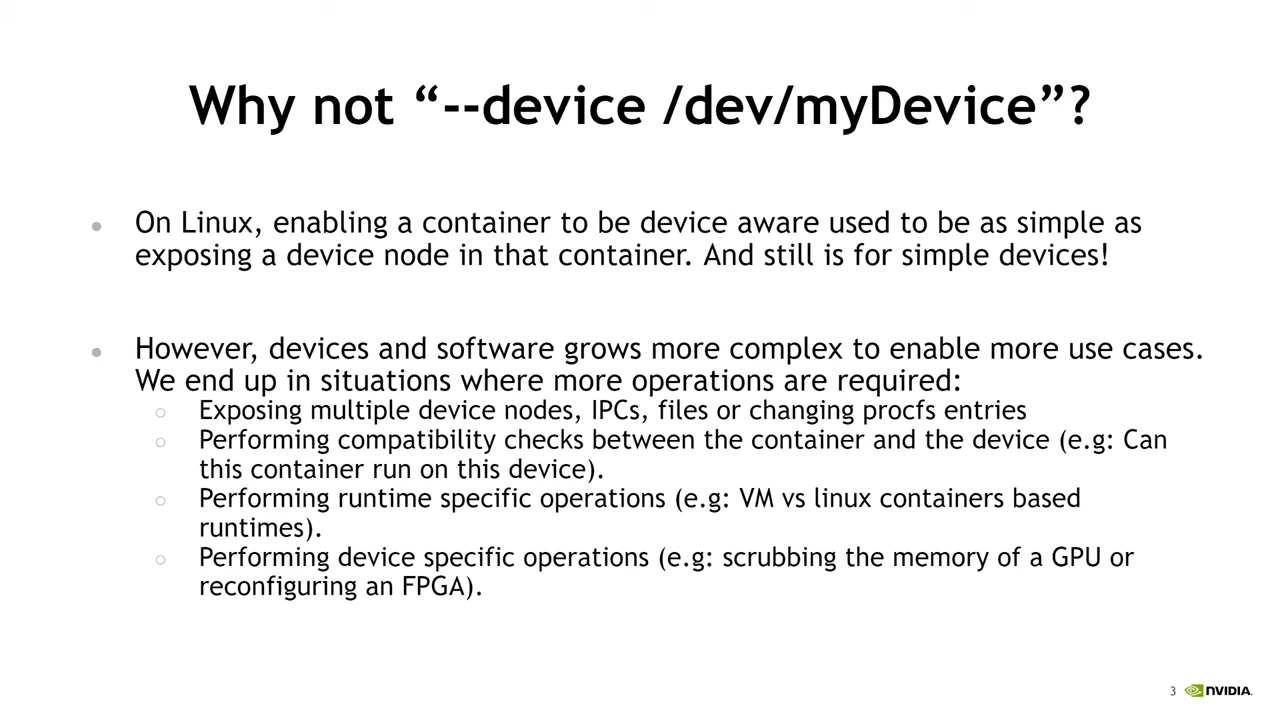 Why not “--device /dev/myDevice”?
● On Linux, enabling a container to be device aware used to be as simple as
exposing a device node in that container. And still is for simple devices!
● However, devices and software grows more complex to enable more use cases.
We end up in situations where more operations are required:
○ Exposing multiple device nodes, IPCs, files or changing procfs entries
○ Performing compatibility checks between the container and the device (e.g: Can
this container run on this device).
○ Performing runtime specific operations (e.g: VM vs linux containers based
runtimes).
○ Performing device specific operations (e.g: scrubbing the memory of a GPU or
reconfiguring an FPGA).
3 NVIDIA.